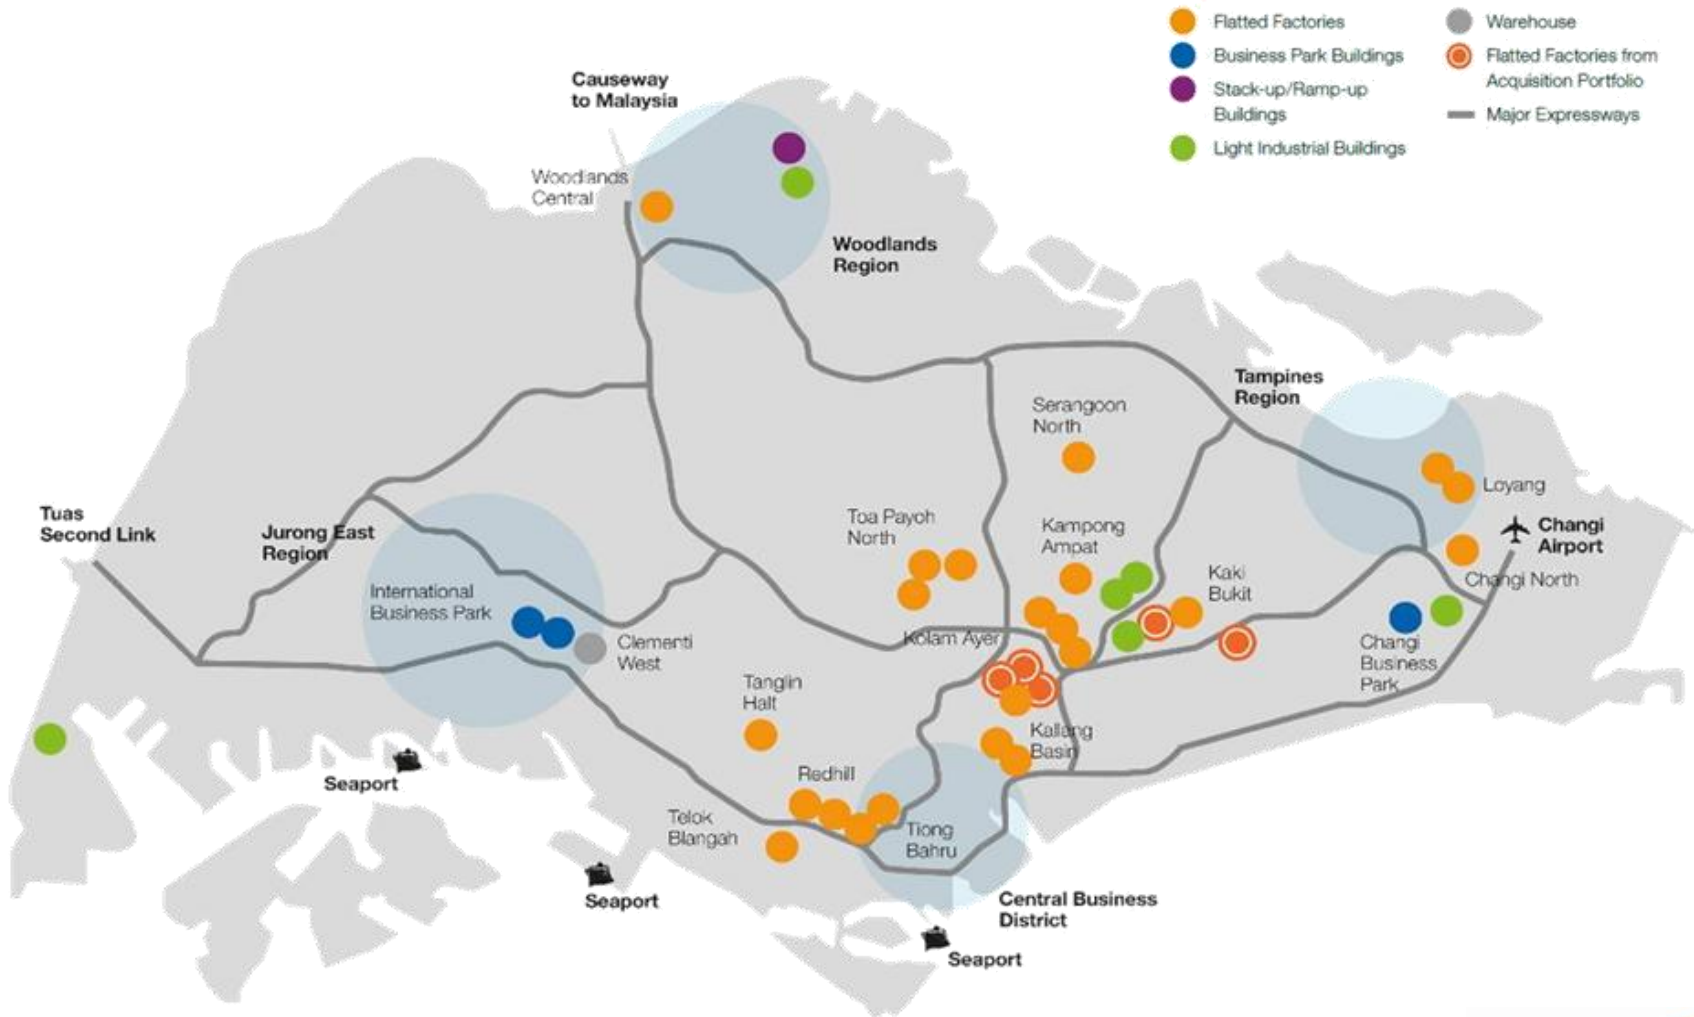 Flatted Factories
Business Park Buildings
Stack-up/Ramp-up
Buildings
Light Industrial Buildings
Warehouse
Flatted Factories from
Acquisition Portfolio
Major Expressways
Causeway
to Malaysia
Woodlands
Central
Woodlands
Region
Tampines
Region
Serangoon
North
Loyang
Tuas
Second Link
Jurong East
Region
Toa Payoh
North
Kampong
Ampat
Changi
Airport
Kaki
Bukit
Changi North
International
Business Park
Clementi
West
Kolam Ayer
Changi
Business
Park
Tanglin
Halt
Kallang
Basin
Seaport
Redhill
Telok
Blangah
Tiong
Bahru
Seaport
Central Business
District
Seaport